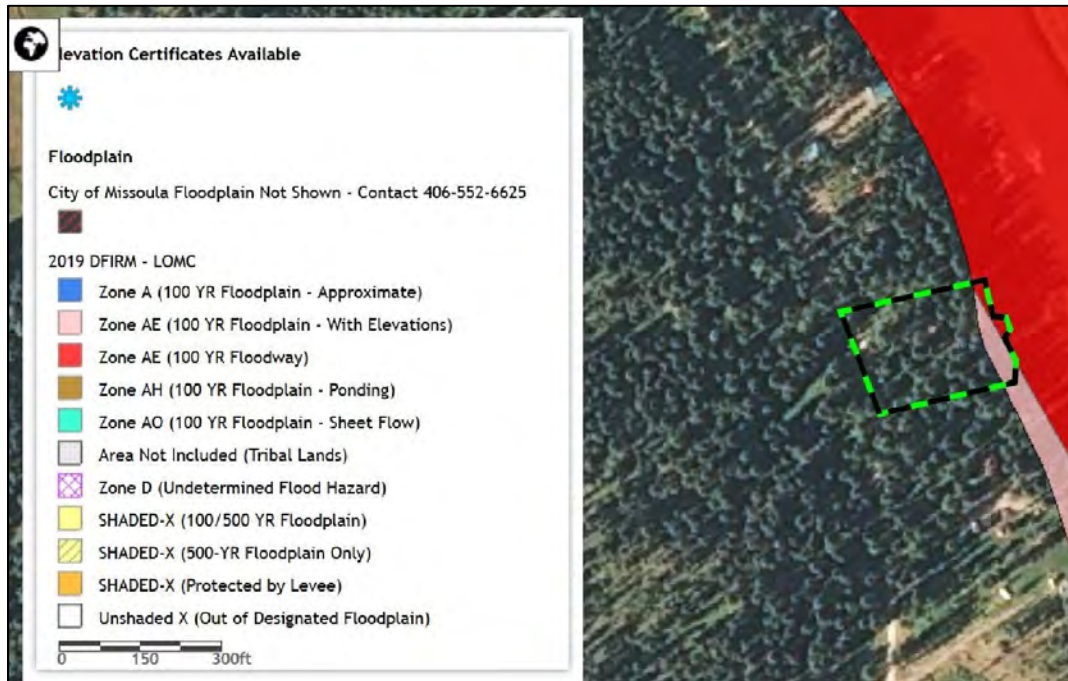 levation Certificates Available
Floodplain
City of Missoula Floodplain Not Shown - Contact 406-552-6625
2019 DFIRM - LOMC
Zone A (100 YR Floodplain - Approximate)
Zone AE (100 YR Floodplain - With Elevations)
Zone AE (100 YR Floodway)
Zone AH (100 YR Floodplain - Ponding)
Zone AO (100 YR Floodplain - Sheet Flow)
Area Not Included (Tribal Lands)
Zone D (Undetermined Flood Hazard)
SHADED-X (100/500 YR Floodplain)
SHADED-X (500-YR Floodplain Only)
SHADED-X (Protected by Levee)
Unshaded X (Out of Designated Floodplain)
0 150 300ft